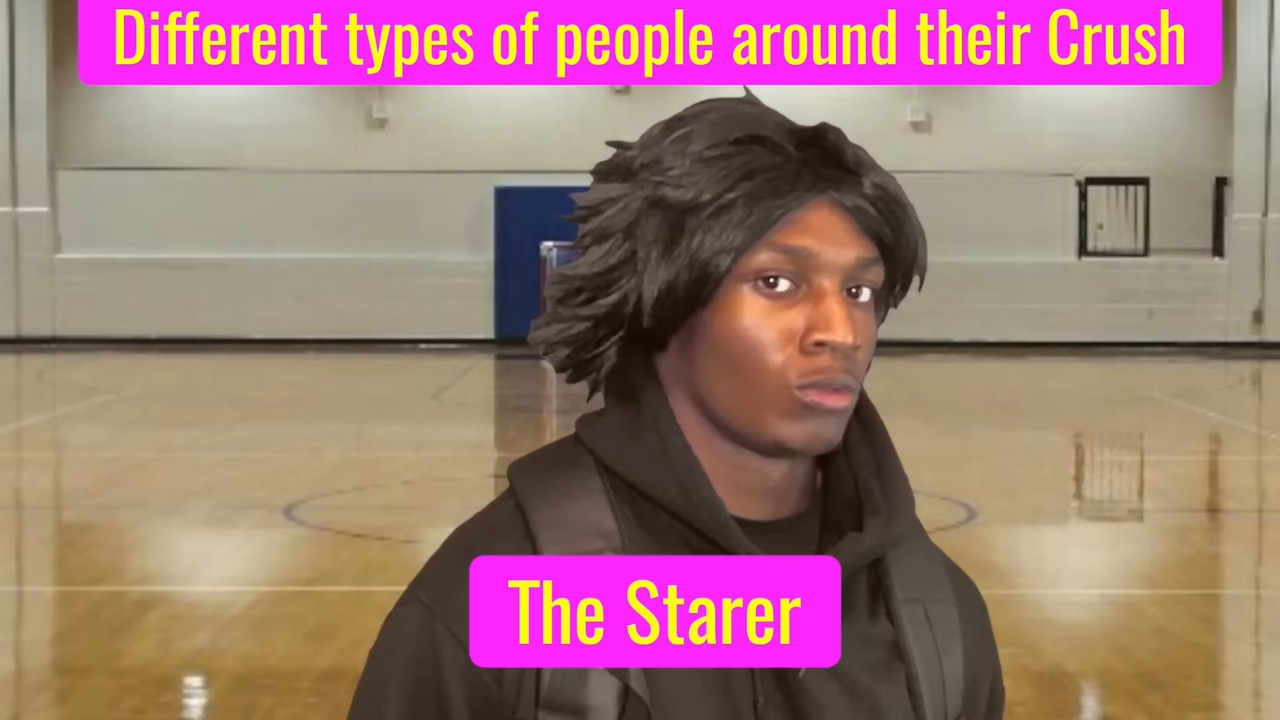 Different types of people around their Crush
The Starer